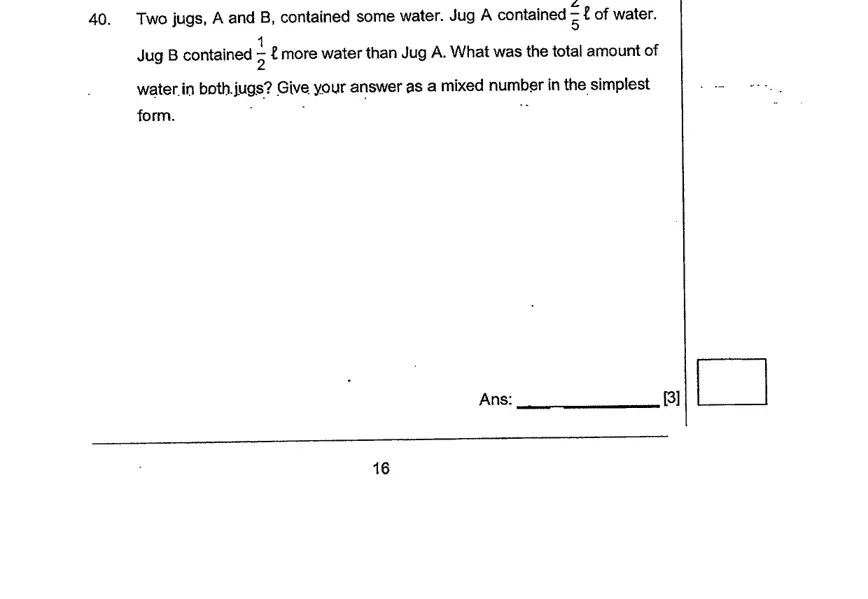 40. Two jugs, A and B, contained some water. Jug A contained 2/5 ℓ of water.
Jug B contained 1/2 ℓ more water than Jug A. What was the total amount of
water in both jugs? Give your answer as a mixed number in the simplest
form.
Ans: ____________ [3]
16